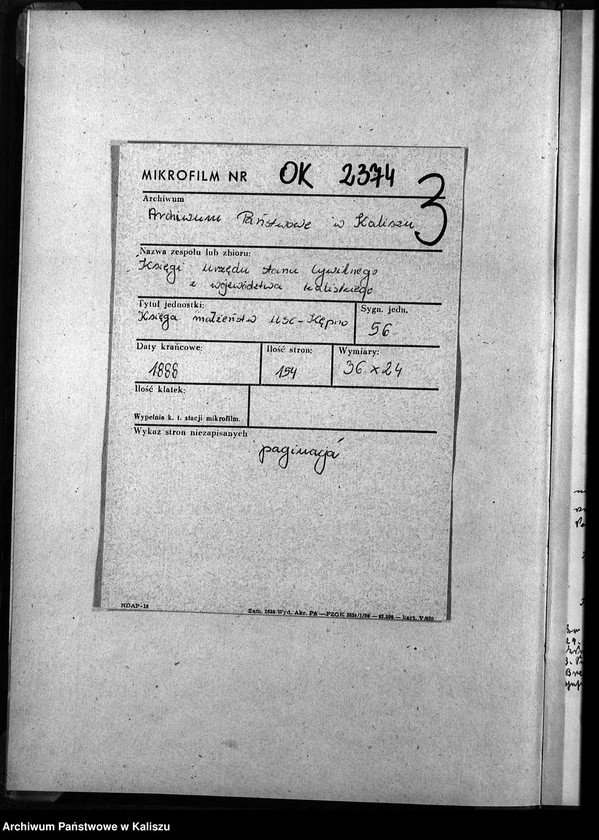 MIKROFILM NR OK 2374
3
Archiwum
Archiwum Państwowe w Kaliszu
Nazwa zespołu lub zbioru:
Księgi urzędu stanu cywilnego
z województwa kaliskiego
Tytuł jednostki:
Księga małżeństw USC-Kępno
Sygn. jedn.
56
Daty krańcowe:
1888
Ilość stron:
154
Wymiary:
36 x 24
Ilość klatek:
Wypełnia k. t. stacji mikrofilm.
Wykaz stron niezapisanych
paginacja
NDAP-18
Archiwum Państwowe w Kaliszu